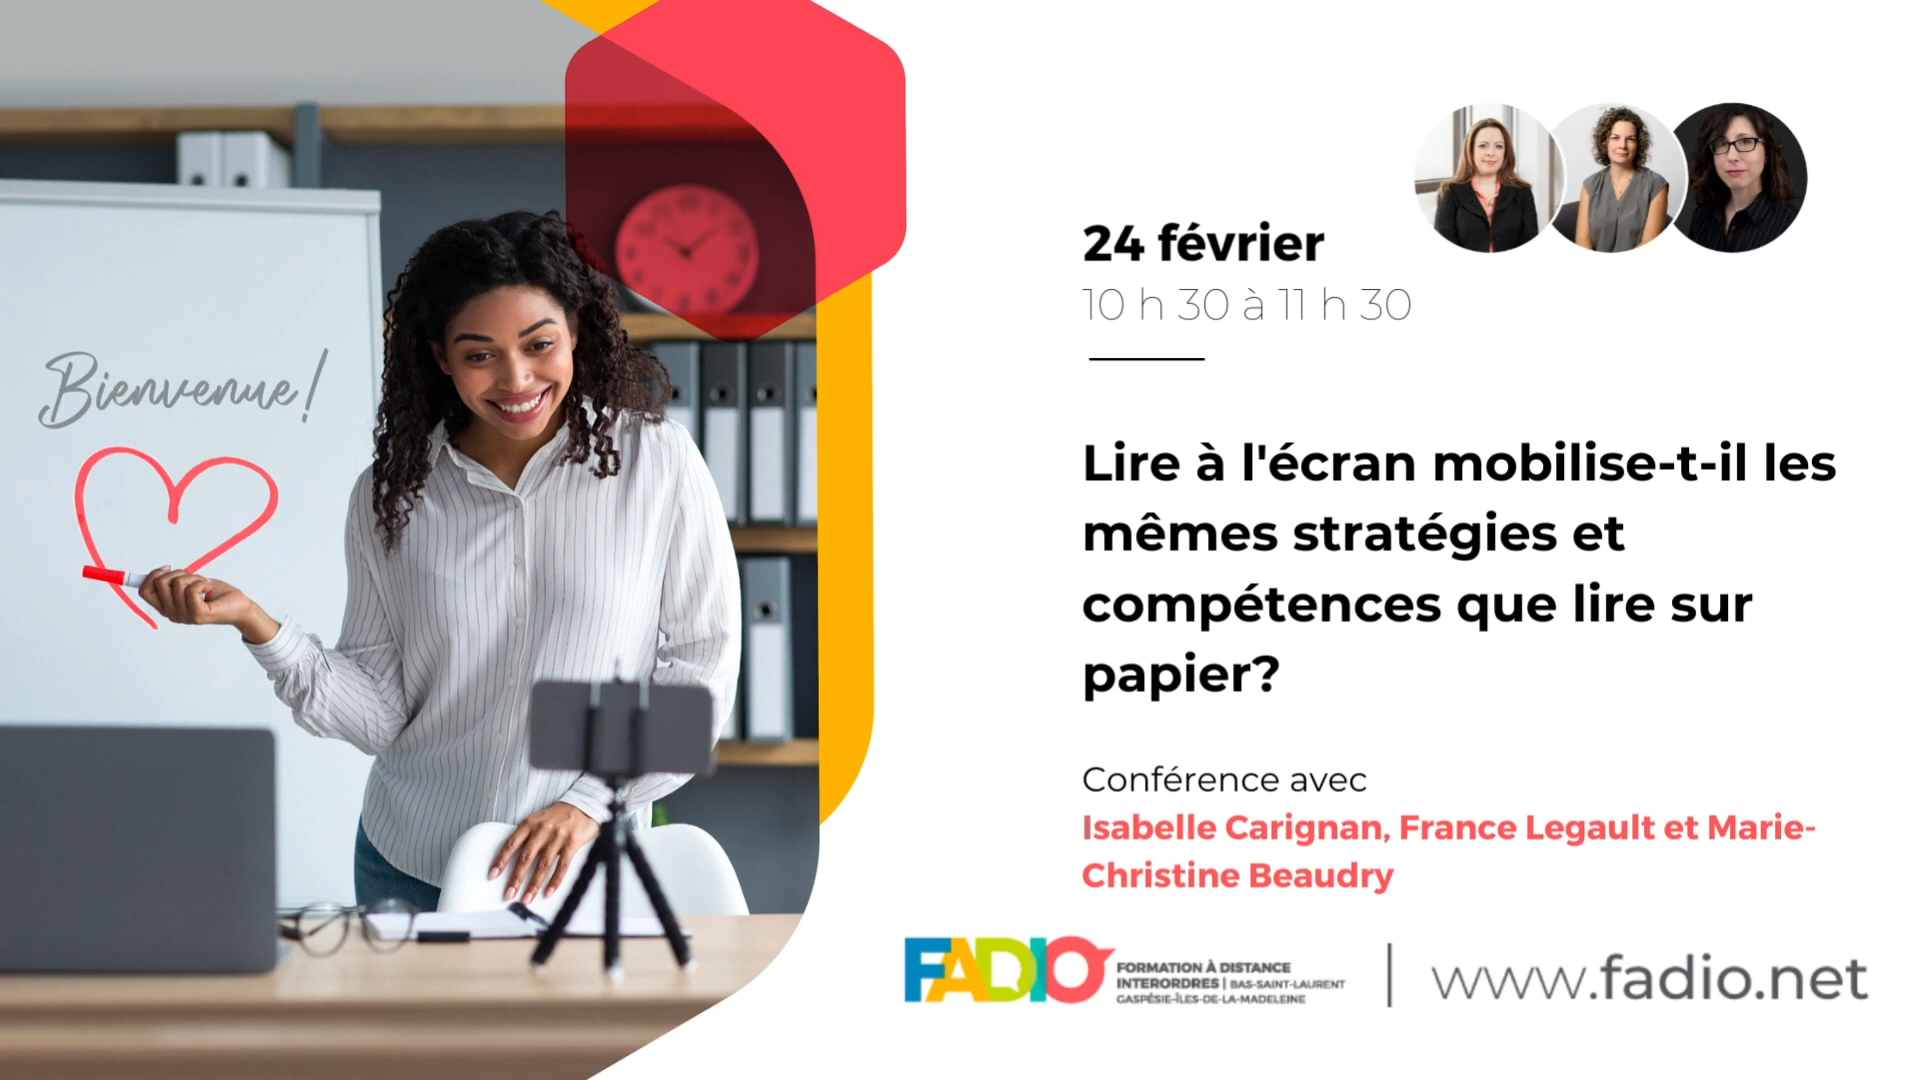 Bienvenue!
24 février
10 h 30 à 11 h 30
Lire à l'écran mobilise-t-il les
mêmes stratégies et
compétences que lire sur
papier?
Conférence avec
Isabelle Carignan, France Legault et Marie-
Christine Beaudry
FADIO
FORMATION À DISTANCE
INTERORDRES | BAS-SAINT-LAURENT
GASPÉSIE-ÎLES-DE-LA-MADELEINE
www.fadio.net